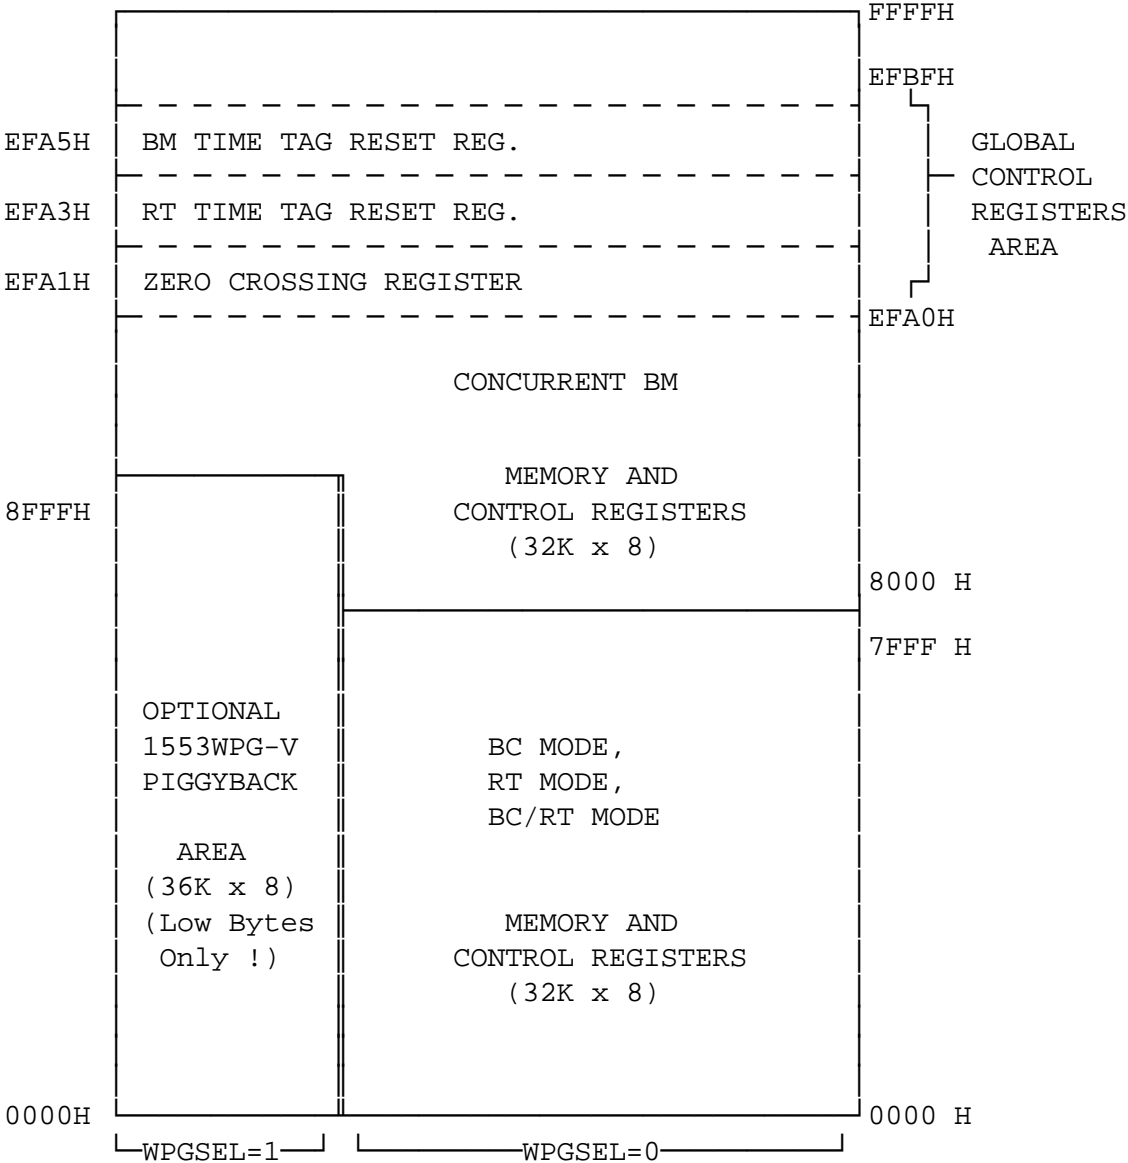 FFFFH
EFBFH
EFA5H BM TIME TAG RESET REG. GLOBAL
CONTROL
EFA3H RT TIME TAG RESET REG. REGISTERS
AREA
EFA1H ZERO CROSSING REGISTER
EFA0H
CONCURRENT BM
MEMORY AND
8FFFH CONTROL REGISTERS
(32K x 8)
8000 H
7FFF H
OPTIONAL
1553WPG-V BC MODE,
PIGGYBACK RT MODE,
BC/RT MODE
AREA
(36K x 8)
(Low Bytes MEMORY AND
Only !) CONTROL REGISTERS
(32K x 8)
0000H 0000 H
WPGSEL=1 WPGSEL=0